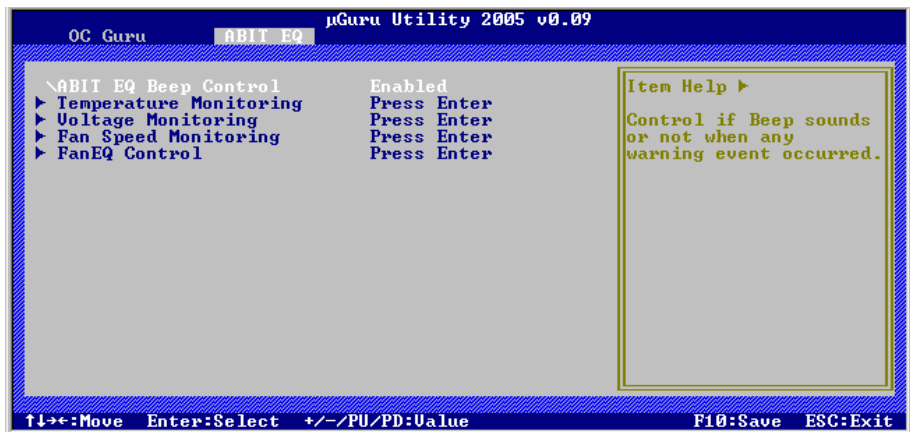 µGuru Utility 2005 v0.09
OC Guru ABIT EQ
\ABIT EQ Beep Control Enabled
Temperature Monitoring Press Enter
Voltage Monitoring Press Enter
Fan Speed Monitoring Press Enter
FanEQ Control Press Enter
Item Help
Control if Beep sounds
or not when any
warning event occurred.
↑↓→←:Move Enter:Select +/-/PU/PD:Value F10:Save ESC:Exit